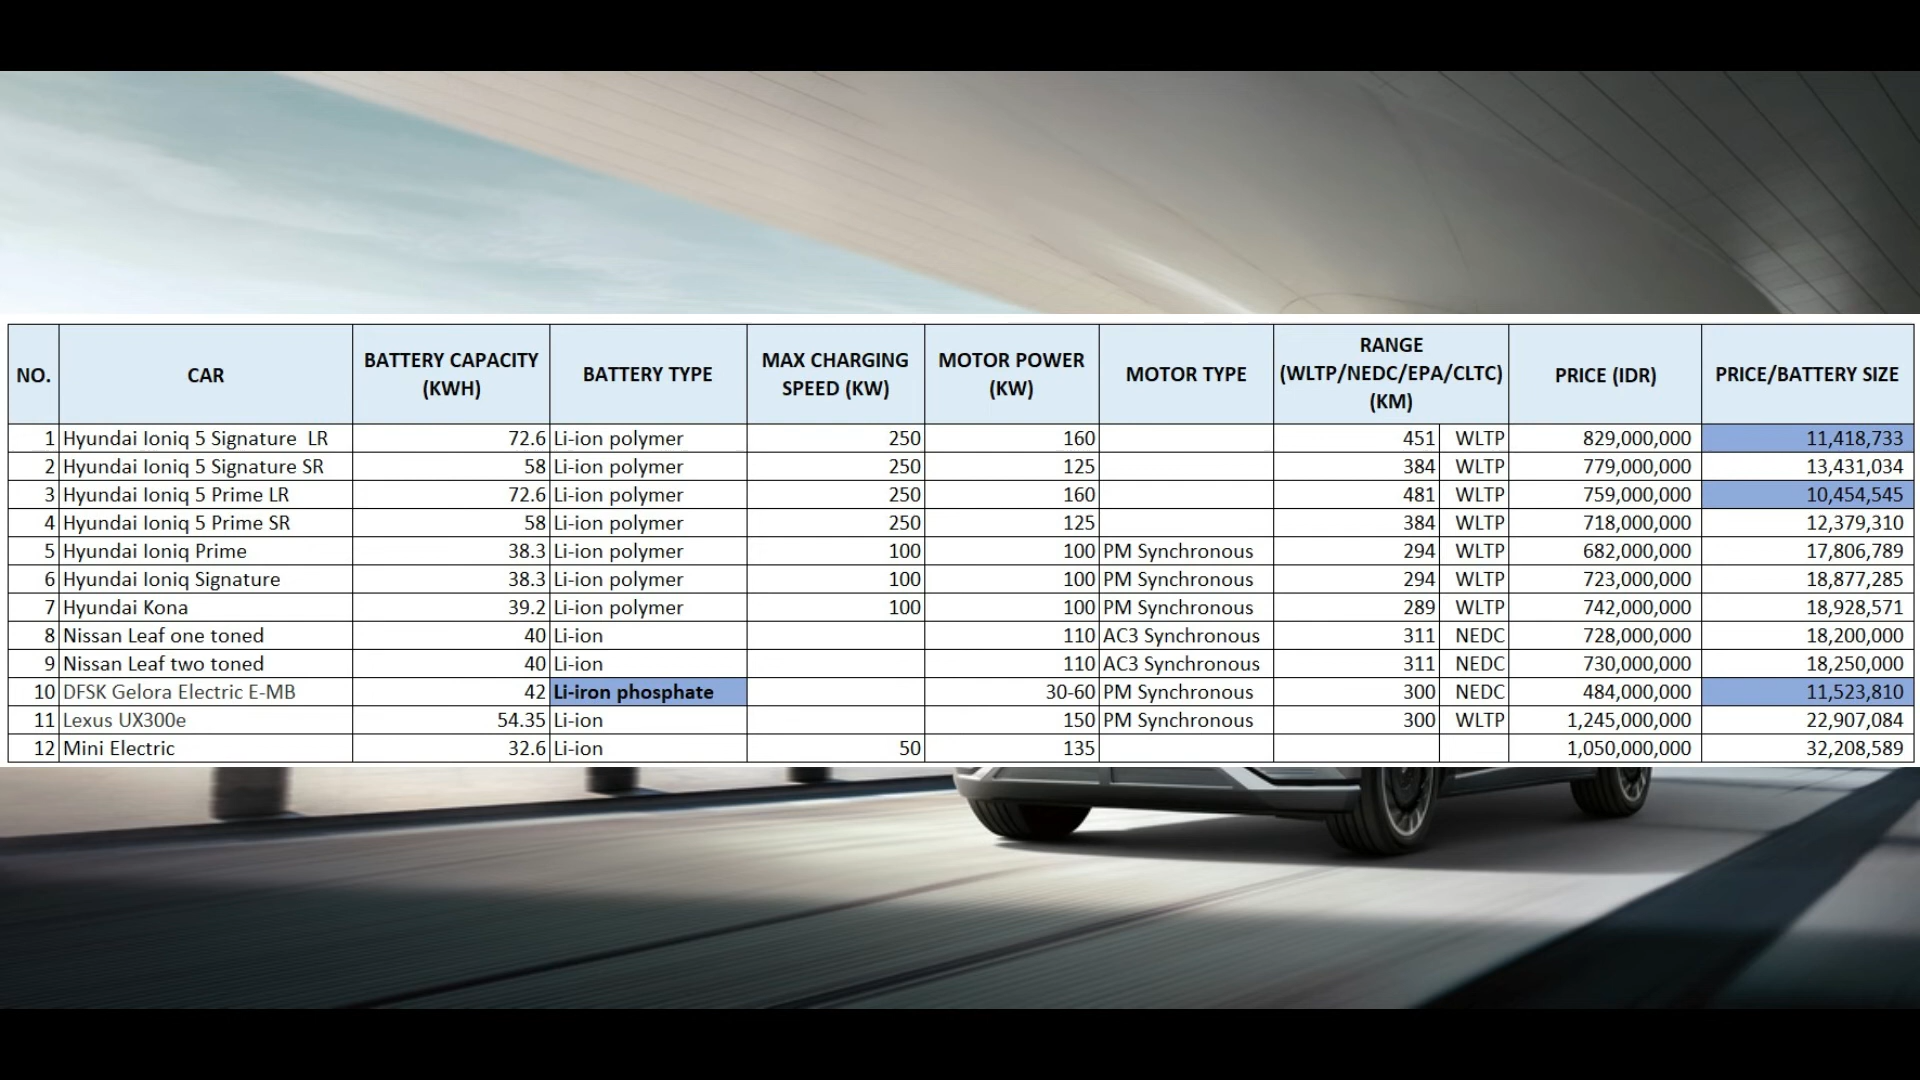 NO. CAR BATTERY CAPACITY (KWH) BATTERY TYPE MAX CHARGING SPEED (KW) MOTOR POWER (KW) MOTOR TYPE RANGE (WLTP/NEDC/EPA/CLTC) (KM) PRICE (IDR) PRICE/BATTERY SIZE
1 Hyundai Ioniq 5 Signature LR 72.6 Li-ion polymer 250 160 451 WLTP 829,000,000 11,418,733
2 Hyundai Ioniq 5 Signature SR 58 Li-ion polymer 250 125 384 WLTP 779,000,000 13,431,034
3 Hyundai Ioniq 5 Prime LR 72.6 Li-ion polymer 250 160 481 WLTP 759,000,000 10,454,545
4 Hyundai Ioniq 5 Prime SR 58 Li-ion polymer 250 125 384 WLTP 718,000,000 12,379,310
5 Hyundai Ioniq Prime 38.3 Li-ion polymer 100 100 PM Synchronous 294 WLTP 682,000,000 17,806,789
6 Hyundai Ioniq Signature 38.3 Li-ion polymer 100 100 PM Synchronous 294 WLTP 723,000,000 18,877,285
7 Hyundai Kona 39.2 Li-ion polymer 100 100 PM Synchronous 289 WLTP 742,000,000 18,928,571
8 Nissan Leaf one toned 40 Li-ion 110 AC3 Synchronous 311 NEDC 728,000,000 18,200,000
9 Nissan Leaf two toned 40 Li-ion 110 AC3 Synchronous 311 NEDC 730,000,000 18,250,000
10 DFSK Gelora Electric E-MB 42 Li-iron phosphate 30-60 PM Synchronous 300 NEDC 484,000,000 11,523,810
11 Lexus UX300e 54.35 Li-ion 150 PM Synchronous 300 WLTP 1,245,000,000 22,907,084
12 Mini Electric 32.6 Li-ion 50 135 1,050,000,000 32,208,589